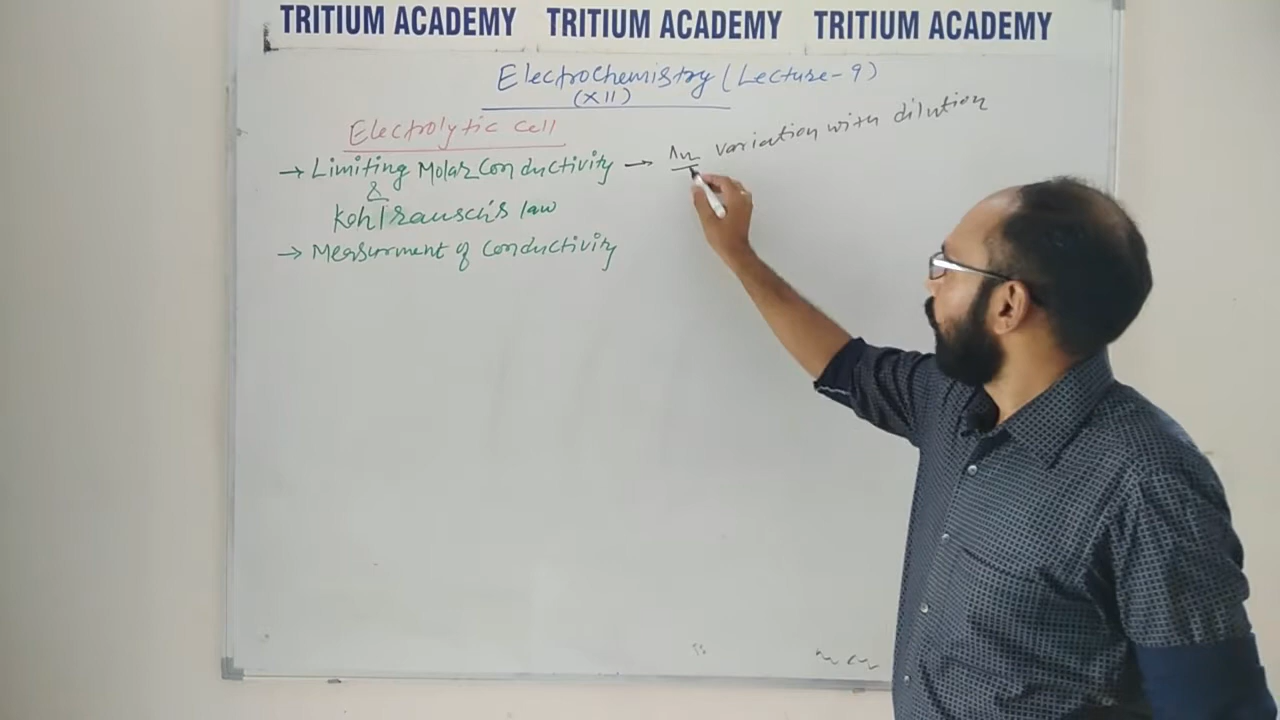 TRITIUM ACADEMY TRITIUM ACADEMY TRITIUM ACADEMY
Electrochemistry (Lecture-9)
(XII)
Electrolytic cell
→ Limiting Molar Conductivity → Λm variation with dilution
&
Kohlrausch's law
→ Measurment of conductivity